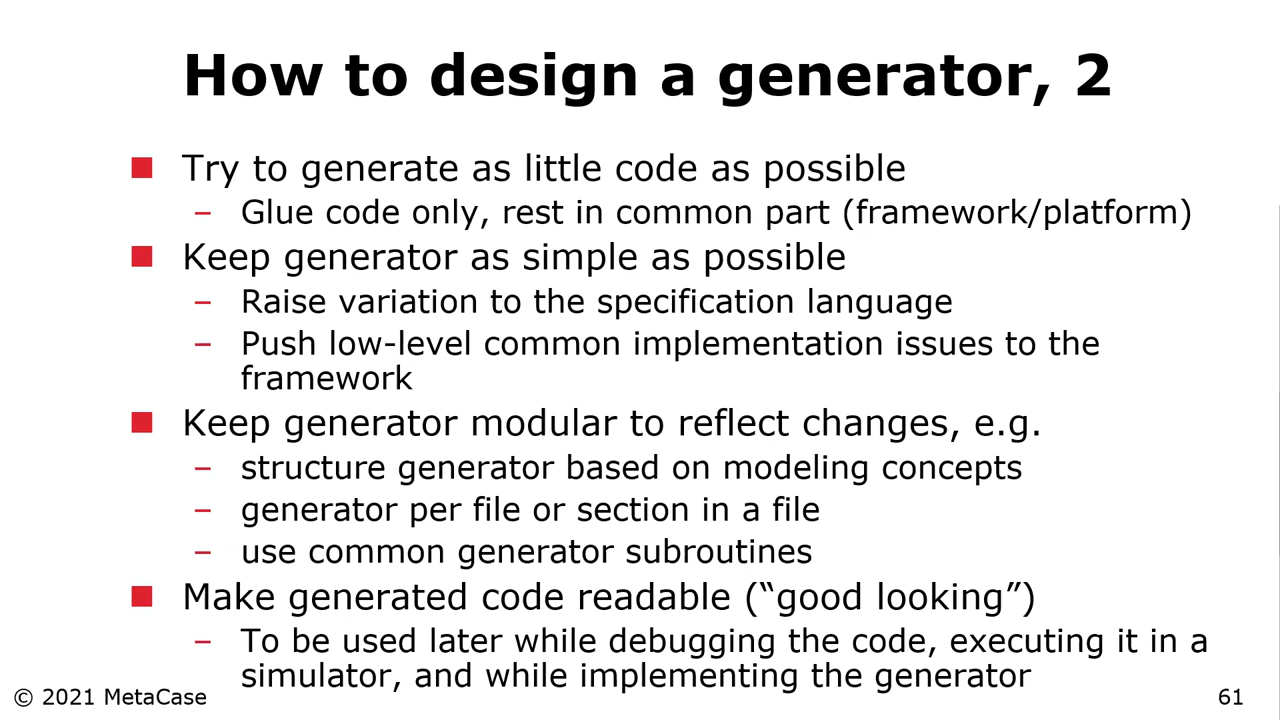 How to design a generator, 2
Try to generate as little code as possible
– Glue code only, rest in common part (framework/platform)
Keep generator as simple as possible
– Raise variation to the specification language
– Push low-level common implementation issues to the
framework
Keep generator modular to reflect changes, e.g.
– structure generator based on modeling concepts
– generator per file or section in a file
– use common generator subroutines
Make generated code readable (“good looking”)
– To be used later while debugging the code, executing it in a
simulator, and while implementing the generator
© 2021 MetaCase
61